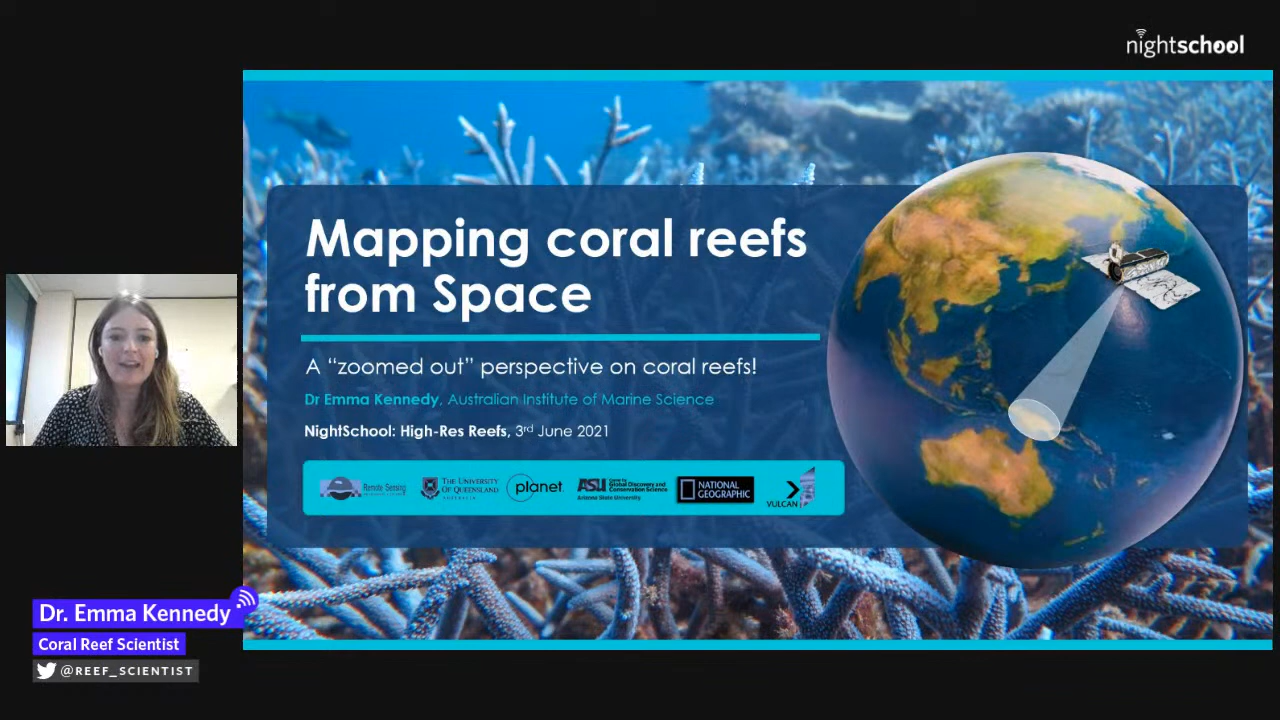 nightschool
Mapping coral reefs
from Space
A “zoomed out” perspective on coral reefs!
Dr Emma Kennedy, Australian Institute of Marine Science
NightSchool: High-Res Reefs, 3rd June 2021
Remote Sensing
THE UNIVERSITY
OF QUEENSLAND
AUSTRALIA
planet.
ASU Center for
Global Discovery and
Conservation Science
Arizona State University
NATIONAL
GEOGRAPHIC
VULCAN
Dr. Emma Kennedy
Coral Reef Scientist
@REEF_SCIENTIST